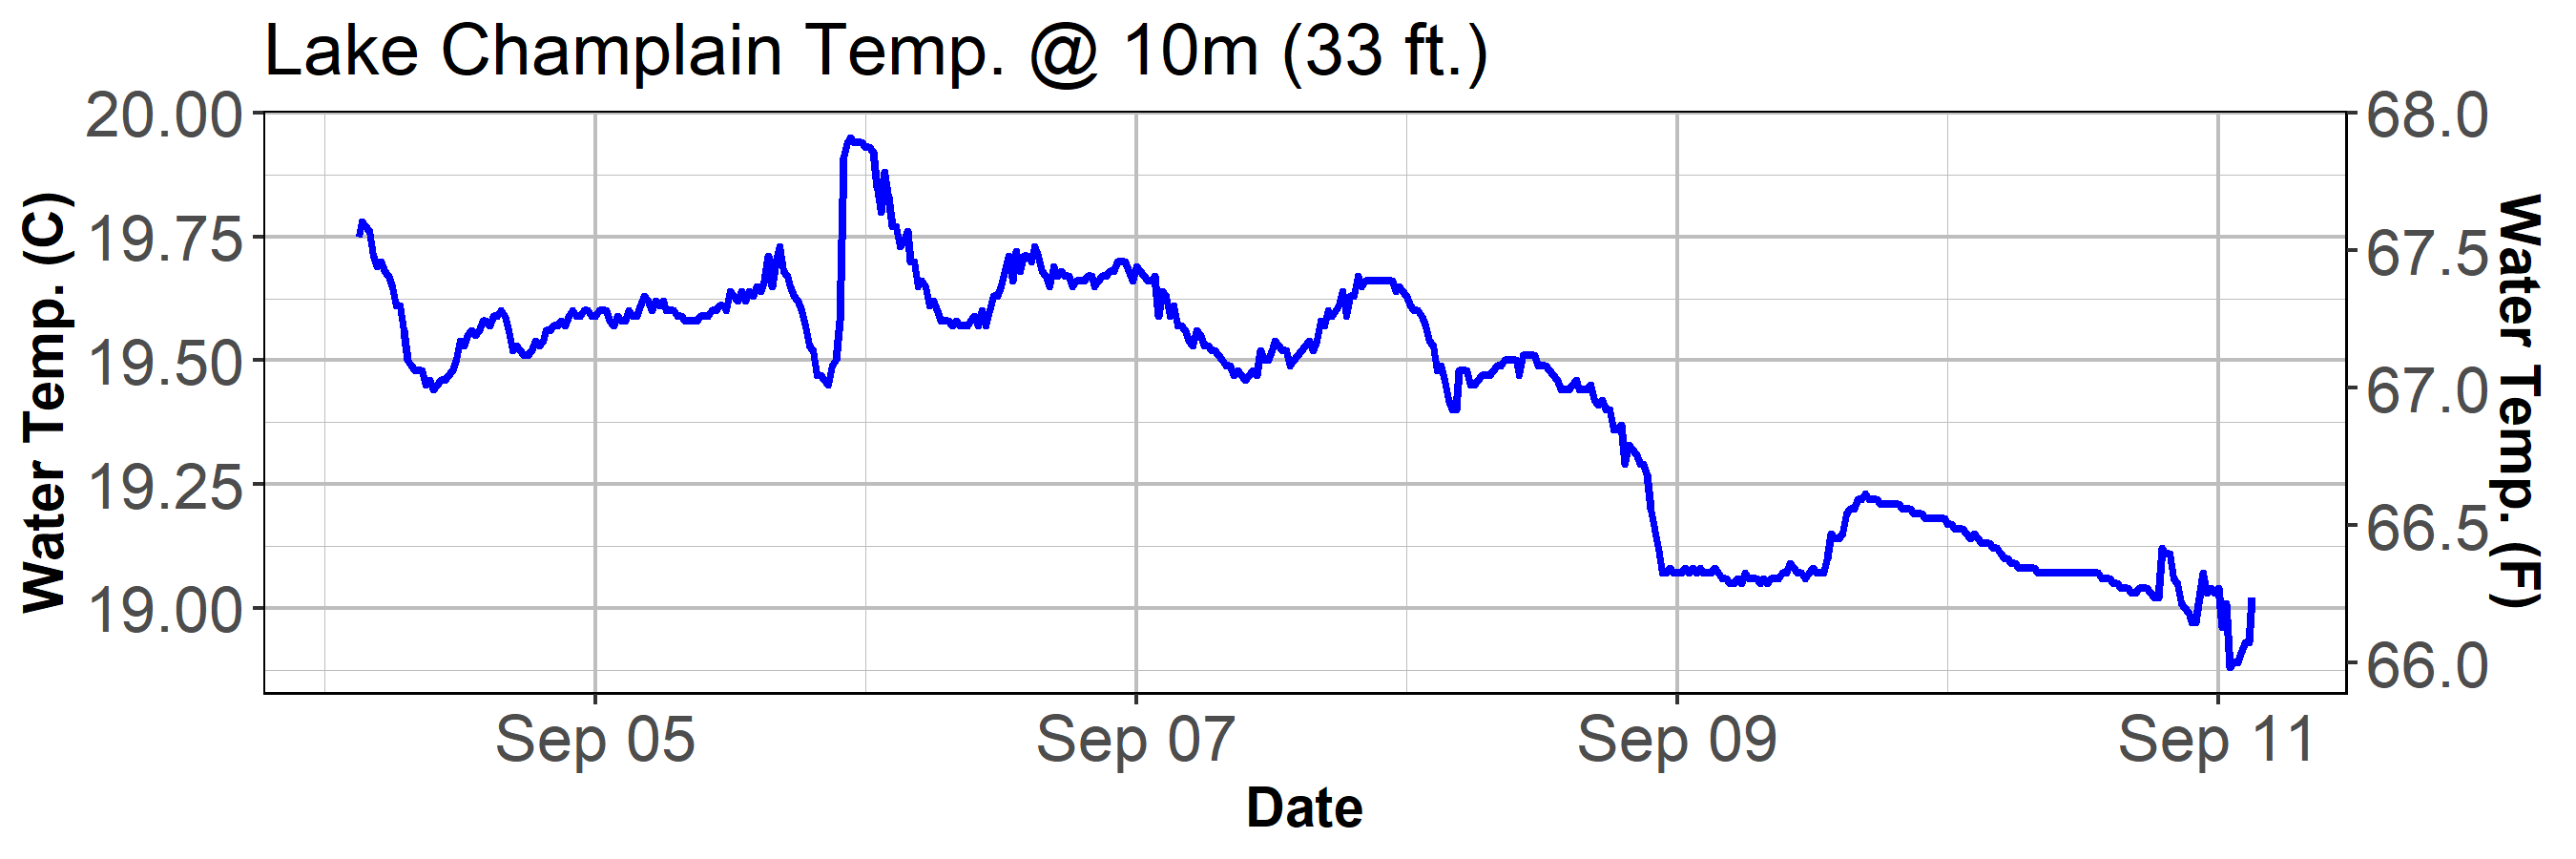 Lake Champlain Temp. @ 10m (33 ft.)
Water Temp. (C)
20.00
19.75
19.50
19.25
19.00
68.0
67.5
67.0
66.5
66.0
Water Temp. (F)
Sep 05
Sep 07
Sep 09
Sep 11
Date